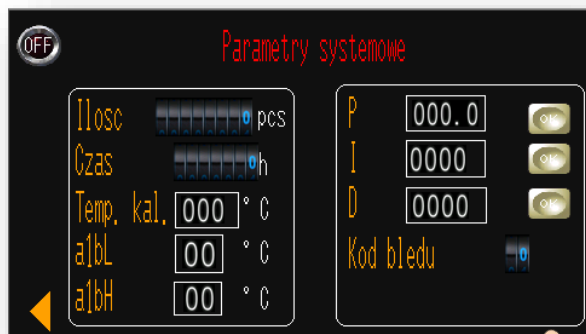 OFF
Parametry systemowe
Ilosc 0 pcs
Czas 0 h
Temp. kal. 000 ° C
a1bL 00 ° C
a1bH 00 ° C
P 000.0 OK
I 0000 OK
D 0000 OK
Kod bledu 0